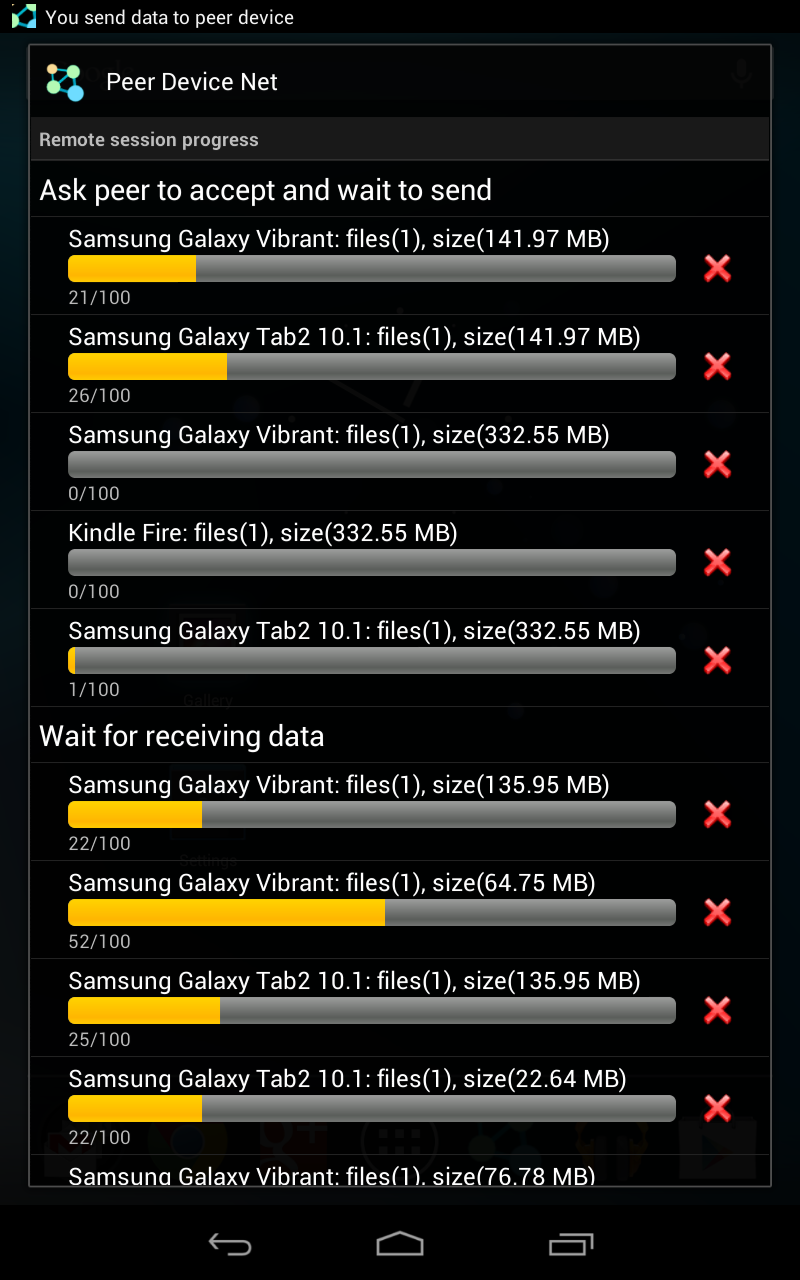 You send data to peer device
Peer Device Net
Remote session progress
Ask peer to accept and wait to send
Samsung Galaxy Vibrant: files(1), size(141.97 MB)
21/100
Samsung Galaxy Tab2 10.1: files(1), size(141.97 MB)
26/100
Samsung Galaxy Vibrant: files(1), size(332.55 MB)
0/100
Kindle Fire: files(1), size(332.55 MB)
0/100
Samsung Galaxy Tab2 10.1: files(1), size(332.55 MB)
1/100
Gallery
Wait for receiving data
Samsung Galaxy Vibrant: files(1), size(135.95 MB)
22/100
Settings
Samsung Galaxy Vibrant: files(1), size(64.75 MB)
52/100
Samsung Galaxy Tab2 10.1: files(1), size(135.95 MB)
25/100
Samsung Galaxy Tab2 10.1: files(1), size(22.64 MB)
22/100
Samsung Galaxy Vibrant: files(1), size(76.78 MB)